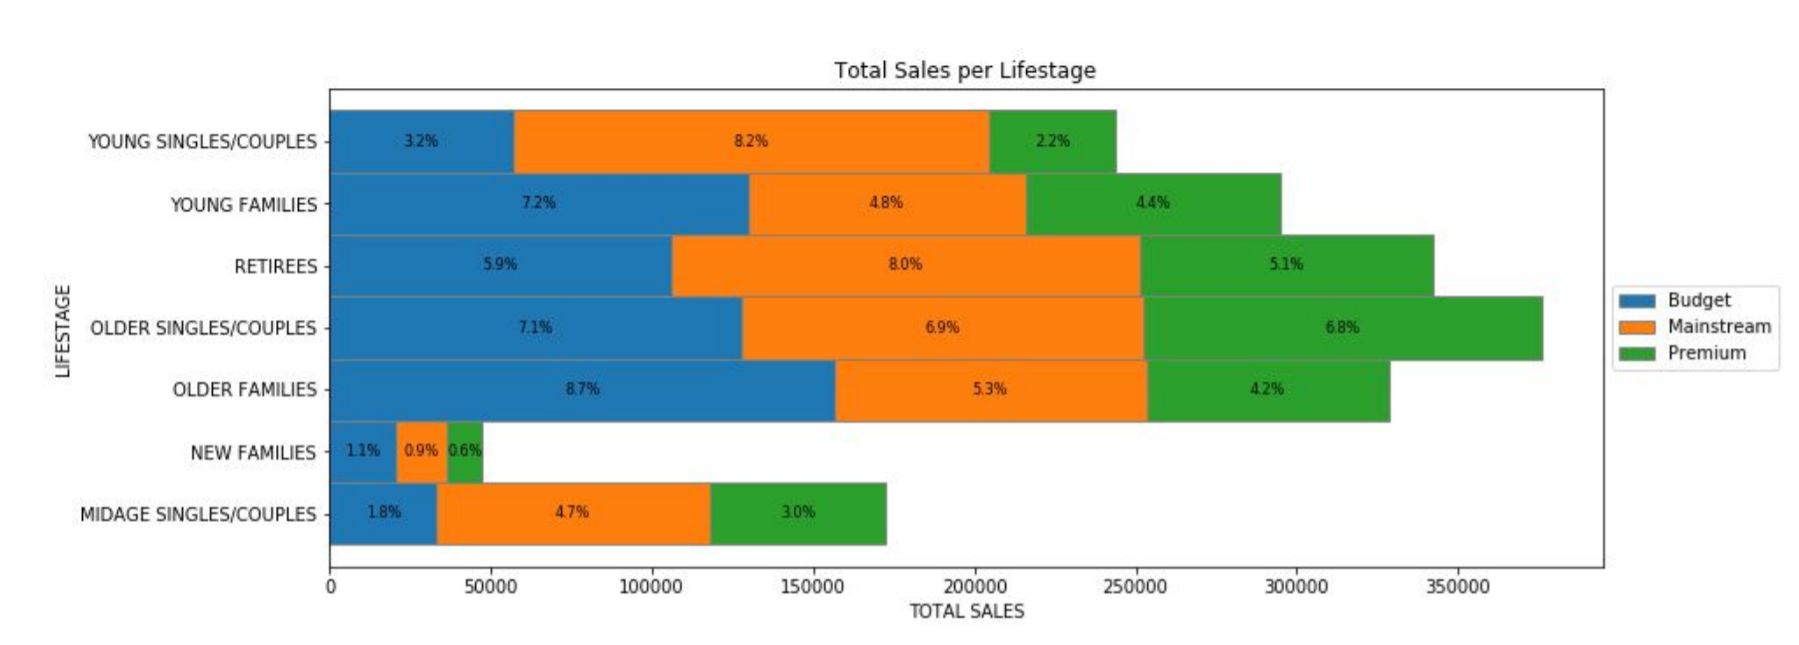 Total Sales per Lifestage
YOUNG SINGLES/COUPLES 3.2% 8.2% 2.2%
YOUNG FAMILIES 7.2% 4.8% 4.4%
RETIREES 5.9% 8.0% 5.1%
OLDER SINGLES/COUPLES 7.1% 6.9% 6.8%
OLDER FAMILIES 8.7% 5.3% 4.2%
NEW FAMILIES 1.1% 0.9% 0.6%
MIDAGE SINGLES/COUPLES 1.8% 4.7% 3.0%
LIFESTAGE
0 50000 100000 150000 200000 250000 300000 350000
TOTAL SALES
Budget
Mainstream
Premium